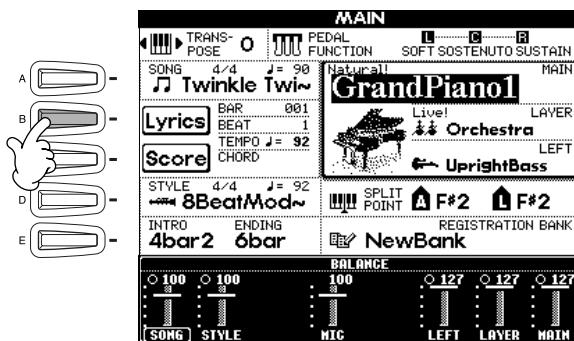 MAIN
TRANS-
POSE 0
PEDAL
FUNCTION
L C R
SOFT SOSTENUTO SUSTAIN
A
B
D
E
SONG 4/4 ♩= 90
Twinkle Twi~
Lyrics
BAR 001
BEAT 1
TEMPO ♩= 92
Score
CHORD
Natural! MAIN
GrandPiano1
Live! LAYER
Orchestra
LEFT
UprightBass
STYLE 4/4 ♩= 92
8BeatMod~
SPLIT
POINT A F#2 L F#2
INTRO ENDING
4bar2 6bar
REGISTRATION BANK
NewBank
BALANCE
100 100 100 127 127 127
SONG STYLE MIC LEFT LAYER MAIN